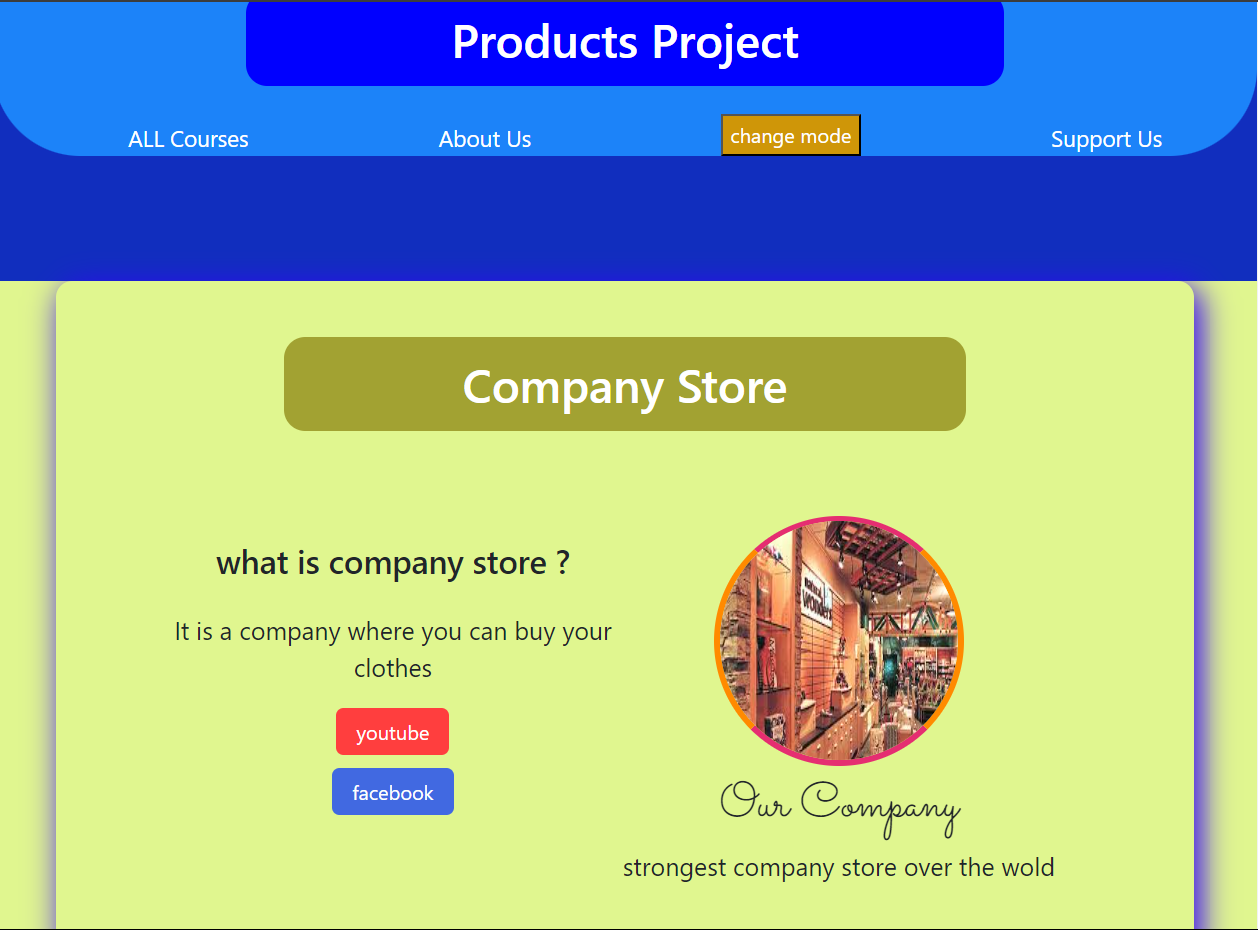 Products Project
ALL Courses
About Us
change mode
Support Us
Company Store
what is company store ?
It is a company where you can buy your
clothes
youtube
facebook
Our Company
strongest company store over the wold